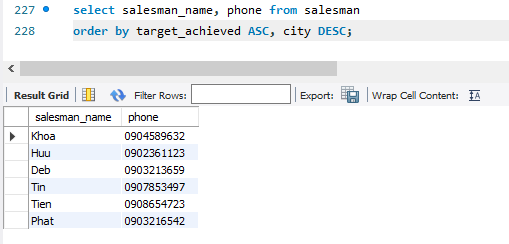 227 select salesman_name, phone from salesman
228 order by target_achieved ASC, city DESC;
Result Grid Filter Rows: Export: Wrap Cell Content: IA
salesman_name phone
Khoa 0904589632
Huu 0902361123
Deb 0903213659
Tin 0907853497
Tien 0908654723
Phat 0903216542